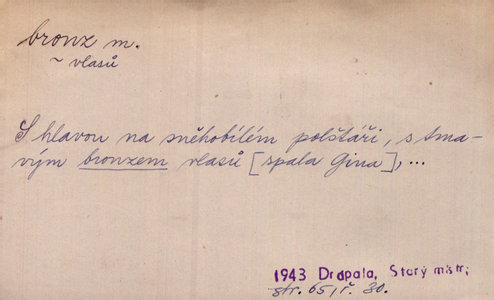 bronz m.
~ vlasů
S hlavou na sněhobílém polštáři, s tma-
vým bronzem vlasů [spala Gina], ...
1943 Drápala, Starý mistr,
str. 65, ř. 30.